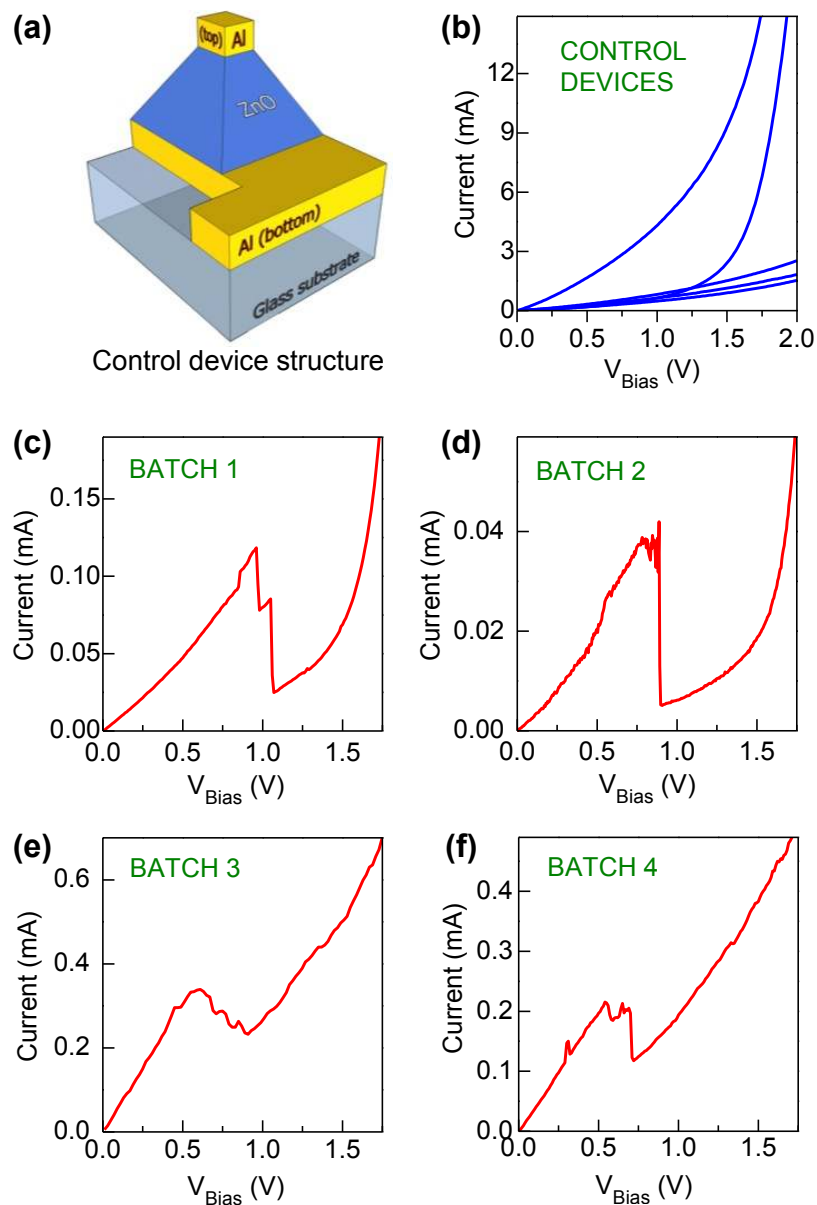 (a)
(top) Al
ZnO
Al (bottom)
Glass substrate
Control device structure
(b)
CONTROL
DEVICES
Current (mA)
12
9
6
3
0
0.0 0.5 1.0 1.5 2.0
V_Bias (V)
(c)
BATCH 1
Current (mA)
0.15
0.10
0.05
0.00
0.0 0.5 1.0 1.5
V_Bias (V)
(d)
BATCH 2
Current (mA)
0.04
0.02
0.00
0.0 0.5 1.0 1.5
V_Bias (V)
(e)
BATCH 3
Current (mA)
0.6
0.4
0.2
0.0
0.0 0.5 1.0 1.5
V_Bias (V)
(f)
BATCH 4
Current (mA)
0.4
0.3
0.2
0.1
0.0
0.0 0.5 1.0 1.5
V_Bias (V)